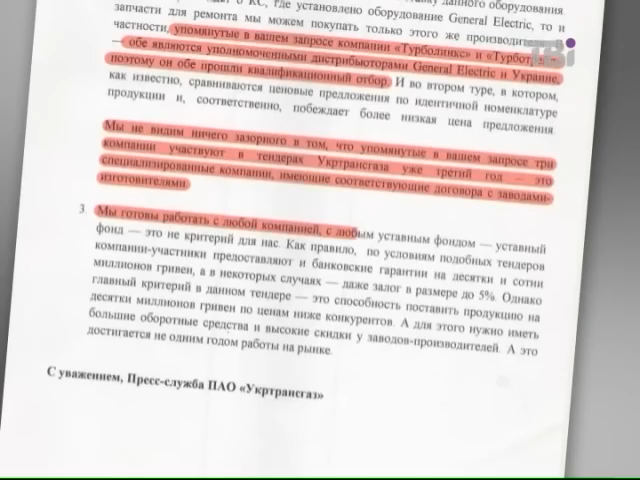 о КС, где установлено оборудование General Electric, то и
запчасти для ремонта мы можем покупать только этого же
частности, упомянутые в вашем запросе компании «Турболинкс» и
— обе являются уполномоченными дистрибьюторами General Electric и Украине,
поэтому он обе прошли квалификационный отбор. И во втором туре, в котором,
как известно, сравниваются ценовые предложения по идентичной номенклатуре
продукции и, соответственно, побеждает более низкая цена предложения.
Мы не видим ничего зазорного в том, что упомянутые в вашем запросе три
компании участвуют в тендерах Укртрансгаза уже третий год — это
специализированные компании, имеющие соответствующие договора с заводами-
изготовителями
3. Мы готовы работать с любой компанией, с любым уставным фондом — уставный
фонд — это не критерий для нас. Как правило, по условиям подобных тендеров
компании-участники предоставляют и банковские гарантии на десятки и сотни
миллионов гривен, а в некоторых случаях — даже залог в размере до 5%. Однако
главный критерий в данном тендере — это способность поставить продукцию на
десятки миллионов гривен по ценам ниже конкурентов. А для этого нужно иметь
большие оборотные средства и высокие скидки у заводов-производителей. А это
достигается не одним годом работы на рынке.
С уважением, Пресс-служба ПАО «Укртрансгаз»